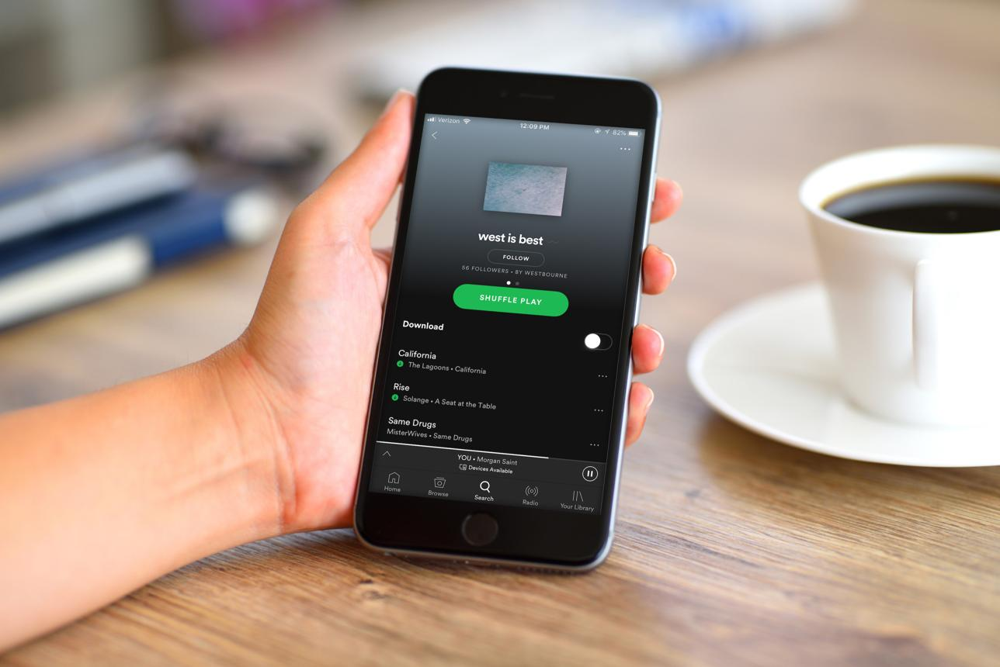 Verizon 12:09 PM 82%
west is best
FOLLOW
56 FOLLOWERS • BY WESTBOURNE
SHUFFLE PLAY
Download
California
The Lagoons • California
Rise
Solange • A Seat at the Table
Same Drugs
MisterWives • Same Drugs
YOU • Morgan Saint
Devices Available
Home Browse Search Radio Your Library